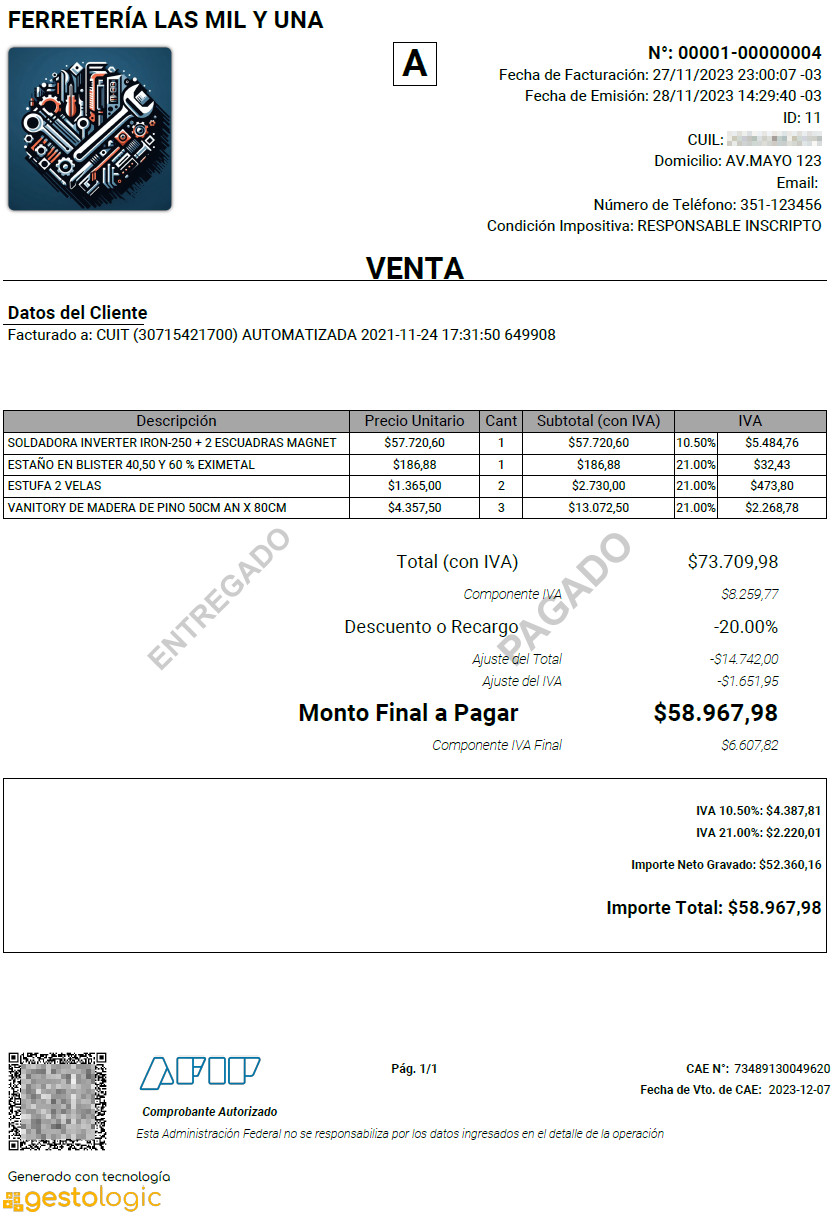 FERRETERÍA LAS MIL Y UNA
A
N°: 00001-00000004
Fecha de Facturación: 27/11/2023 23:00:07 -03
Fecha de Emisión: 28/11/2023 14:29:40 -03
ID: 11
CUIL:
Domicilio: AV.MAYO 123
Email:
Número de Teléfono: 351-123456
Condición Impositiva: RESPONSABLE INSCRIPTO
VENTA
Datos del Cliente
Facturado a: CUIT (30715421700) AUTOMATIZADA 2021-11-24 17:31:50 649908
Descripción Precio Unitario Cant Subtotal (con IVA) IVA
SOLDADORA INVERTER IRON-250 + 2 ESCUADRAS MAGNET $57.720,60 1 $57.720,60 10.50% $5.484,76
ESTAÑO EN BLISTER 40,50 Y 60 % EXIMETAL $186,88 1 $186,88 21.00% $32,43
ESTUFA 2 VELAS $1.365,00 2 $2.730,00 21.00% $473,80
VANITORY DE MADERA DE PINO 50CM AN X 80CM $4.357,50 3 $13.072,50 21.00% $2.268,78
ENTREGADO
PAGADO
Total (con IVA) $73.709,98
Componente IVA $8.259,77
Descuento o Recargo -20.00%
Ajuste del Total -$14.742,00
Ajuste del IVA -$1.651,95
Monto Final a Pagar $58.967,98
Componente IVA Final $6.607,82
IVA 10.50%: $4.387,81
IVA 21.00%: $2.220,01
Importe Neto Gravado: $52.360,16
Importe Total: $58.967,98
AFIP
Pág. 1/1
CAE N°: 73489130049620
Fecha de Vto. de CAE: 2023-12-07
Comprobante Autorizado
Esta Administración Federal no se responsabiliza por los datos ingresados en el detalle de la operación
Generado con tecnología
gestologic